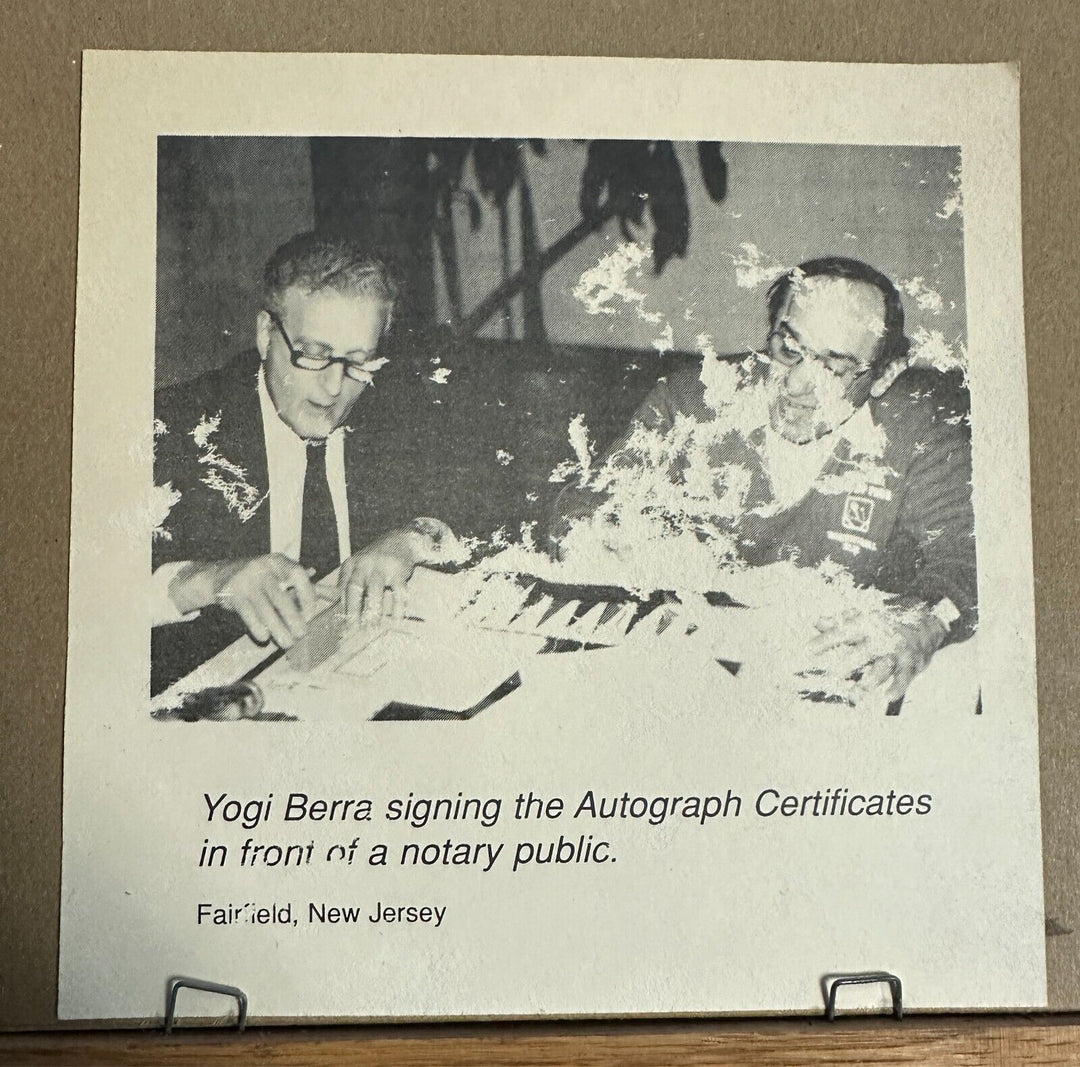 Yogi Berra signing the Autograph Certificates
in front of a notary public.
Fairfield, New Jersey